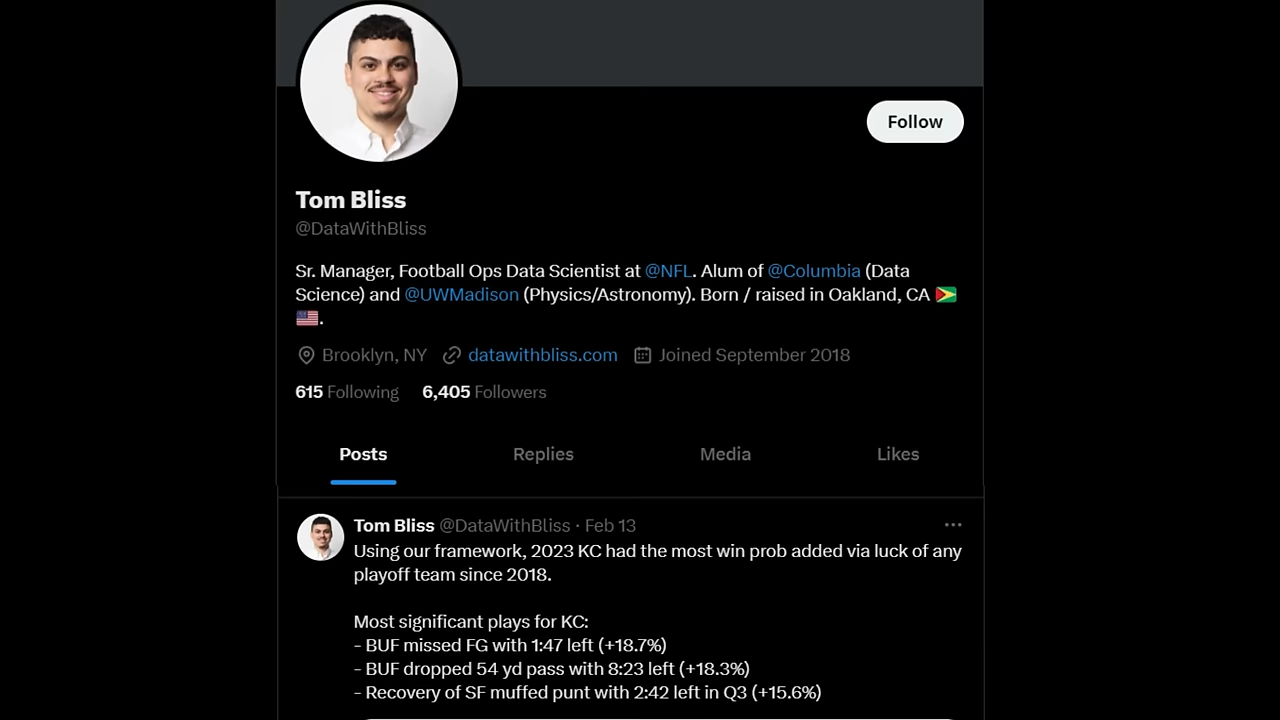 Follow
Tom Bliss
@DataWithBliss
Sr. Manager, Football Ops Data Scientist at @NFL. Alum of @Columbia (Data
Science) and @UWMadison (Physics/Astronomy). Born / raised in Oakland, CA 🇬🇾
🇺🇸.
Brooklyn, NY datawithbliss.com Joined September 2018
615 Following 6,405 Followers
Posts Replies Media Likes
Tom Bliss @DataWithBliss · Feb 13 ···
Using our framework, 2023 KC had the most win prob added via luck of any
playoff team since 2018.
Most significant plays for KC:
- BUF missed FG with 1:47 left (+18.7%)
- BUF dropped 54 yd pass with 8:23 left (+18.3%)
- Recovery of SF muffed punt with 2:42 left in Q3 (+15.6%)